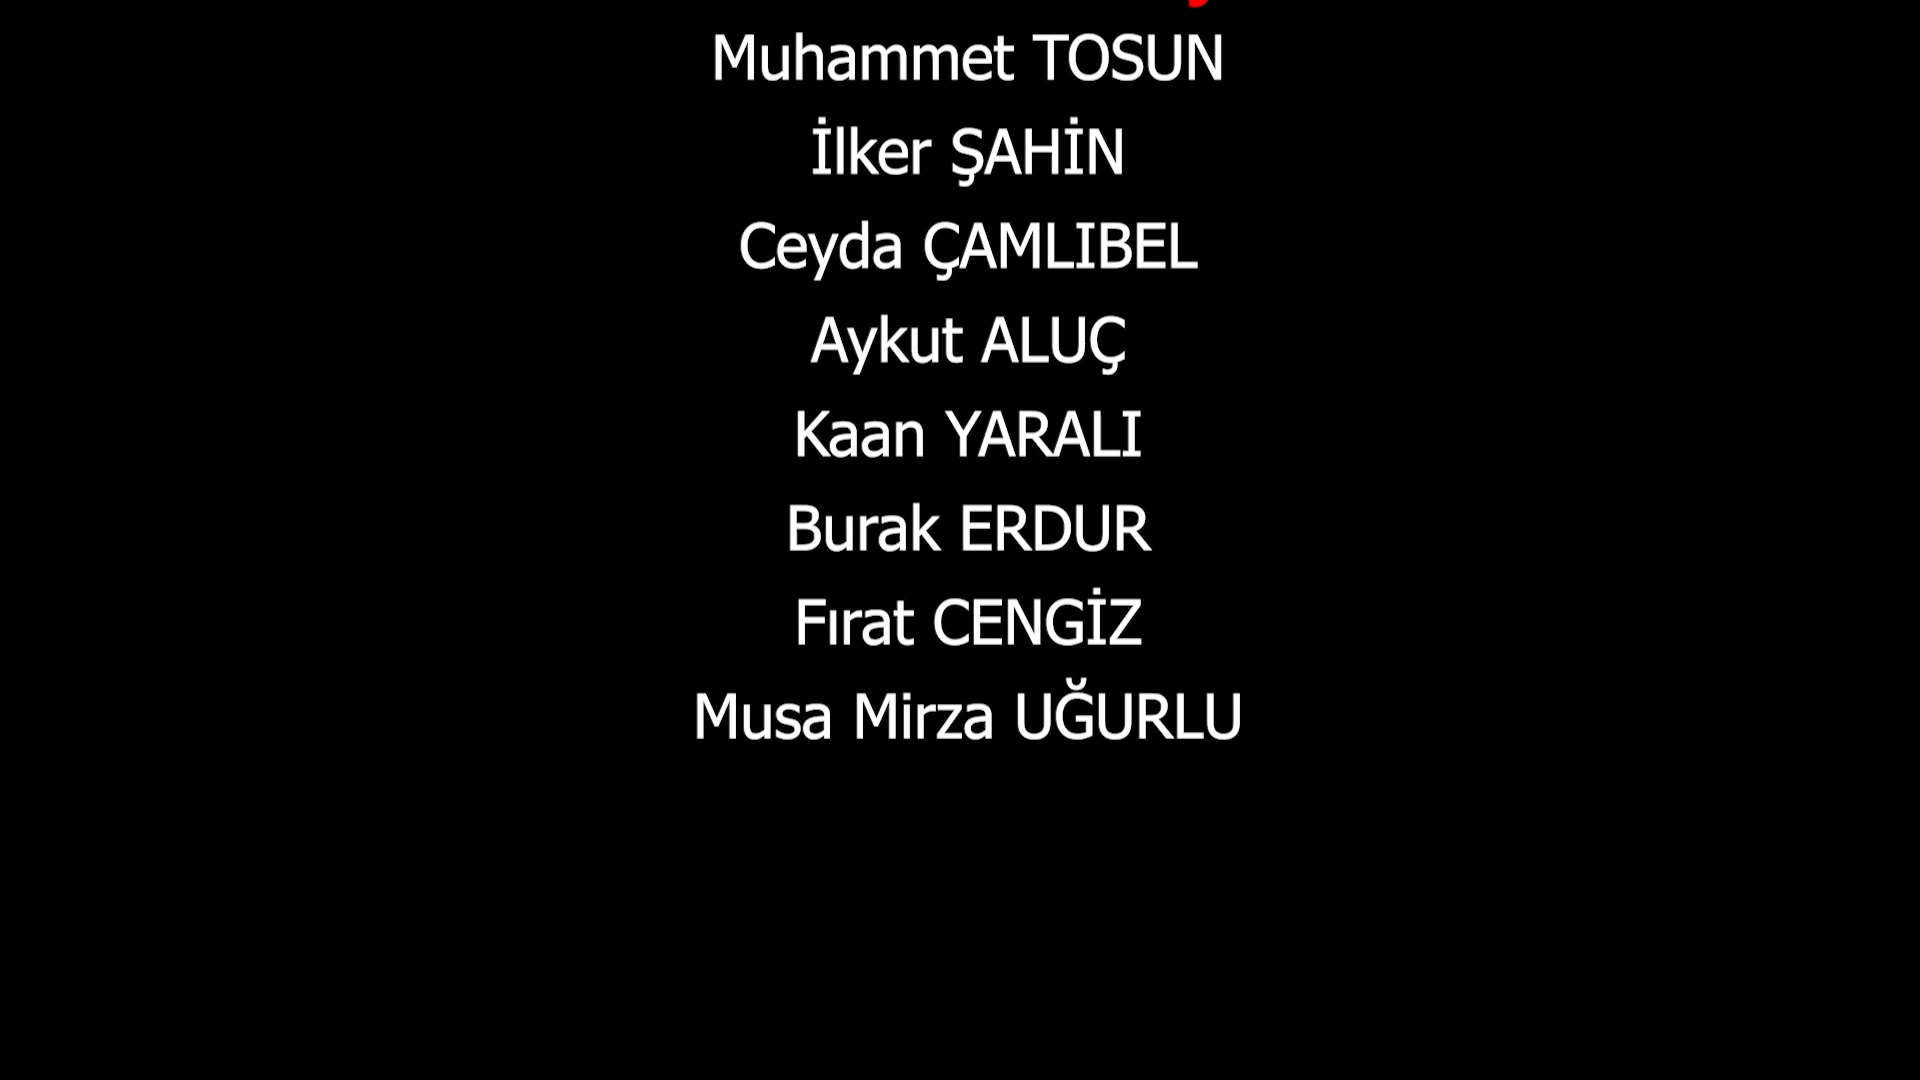 Muhammet TOSUN
İlker ŞAHİN
Ceyda ÇAMLIBEL
Aykut ALUÇ
Kaan YARALI
Burak ERDUR
Fırat CENGİZ
Musa Mirza UĞURLU